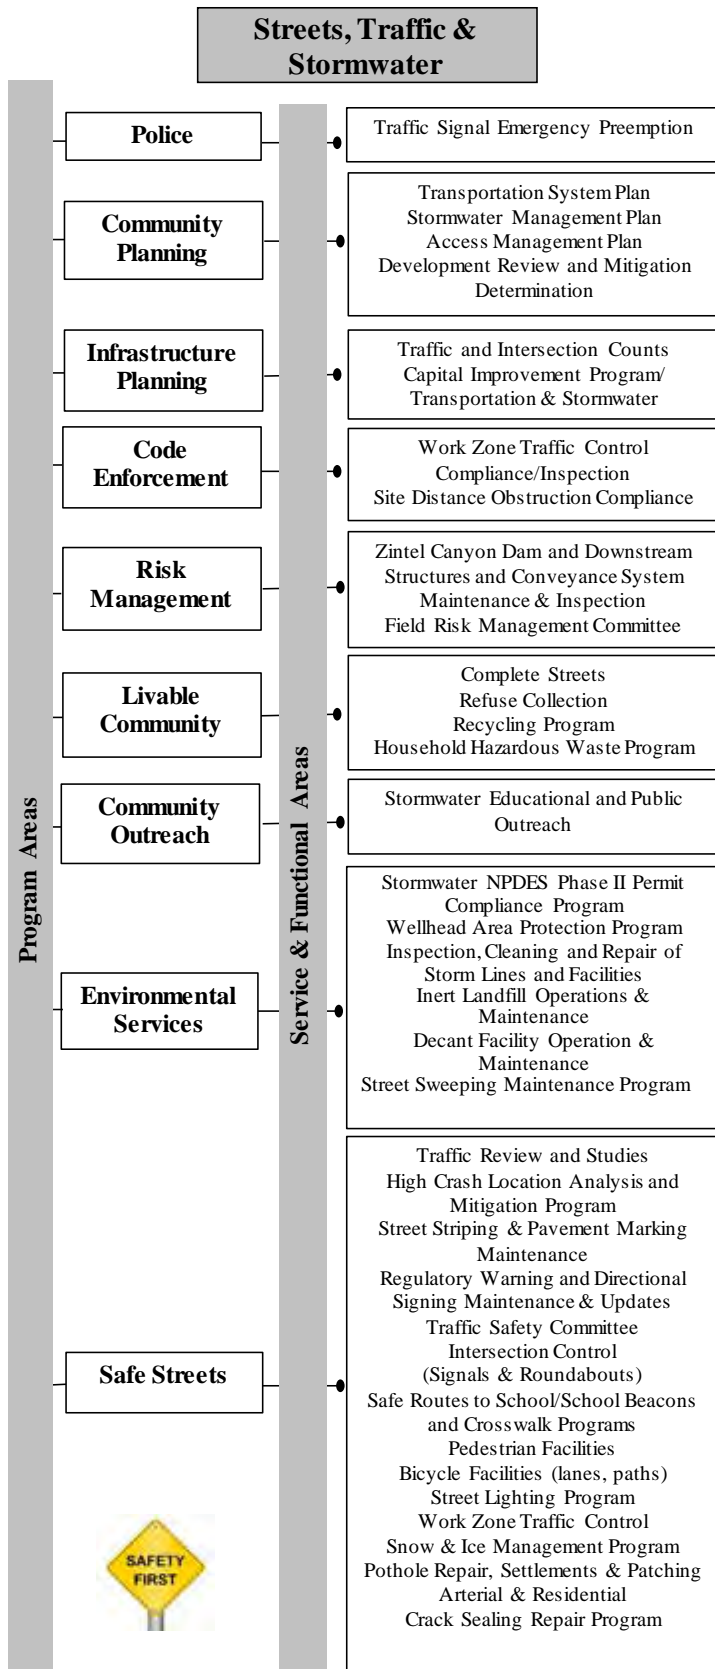 Streets, Traffic &
Stormwater
Program Areas
Service & Functional Areas
Police
Traffic Signal Emergency Preemption
Community
Planning
Transportation System Plan
Stormwater Management Plan
Access Management Plan
Development Review and Mitigation
Determination
Infrastructure
Planning
Traffic and Intersection Counts
Capital Improvement Program/
Transportation & Stormwater
Code
Enforcement
Work Zone Traffic Control
Compliance/Inspection
Site Distance Obstruction Compliance
Risk
Management
Zintel Canyon Dam and Downstream
Structures and Conveyance System
Maintenance & Inspection
Field Risk Management Committee
Livable
Community
Complete Streets
Refuse Collection
Recycling Program
Household Hazardous Waste Program
Community
Outreach
Stormwater Educational and Public
Outreach
Environmental
Services
Stormwater NPDES Phase II Permit
Compliance Program
Wellhead Area Protection Program
Inspection, Cleaning and Repair of
Storm Lines and Facilities
Inert Landfill Operations &
Maintenance
Decant Facility Operation &
Maintenance
Street Sweeping Maintenance Program
Safe Streets
Traffic Review and Studies
High Crash Location Analysis and
Mitigation Program
Street Striping & Pavement Marking
Maintenance
Regulatory Warning and Directional
Signing Maintenance & Updates
Traffic Safety Committee
Intersection Control
(Signals & Roundabouts)
Safe Routes to School/School Beacons
and Crosswalk Programs
Pedestrian Facilities
Bicycle Facilities (lanes, paths)
Street Lighting Program
Work Zone Traffic Control
Snow & Ice Management Program
Pothole Repair, Settlements & Patching
Arterial & Residential
Crack Sealing Repair Program
SAFETY
FIRST